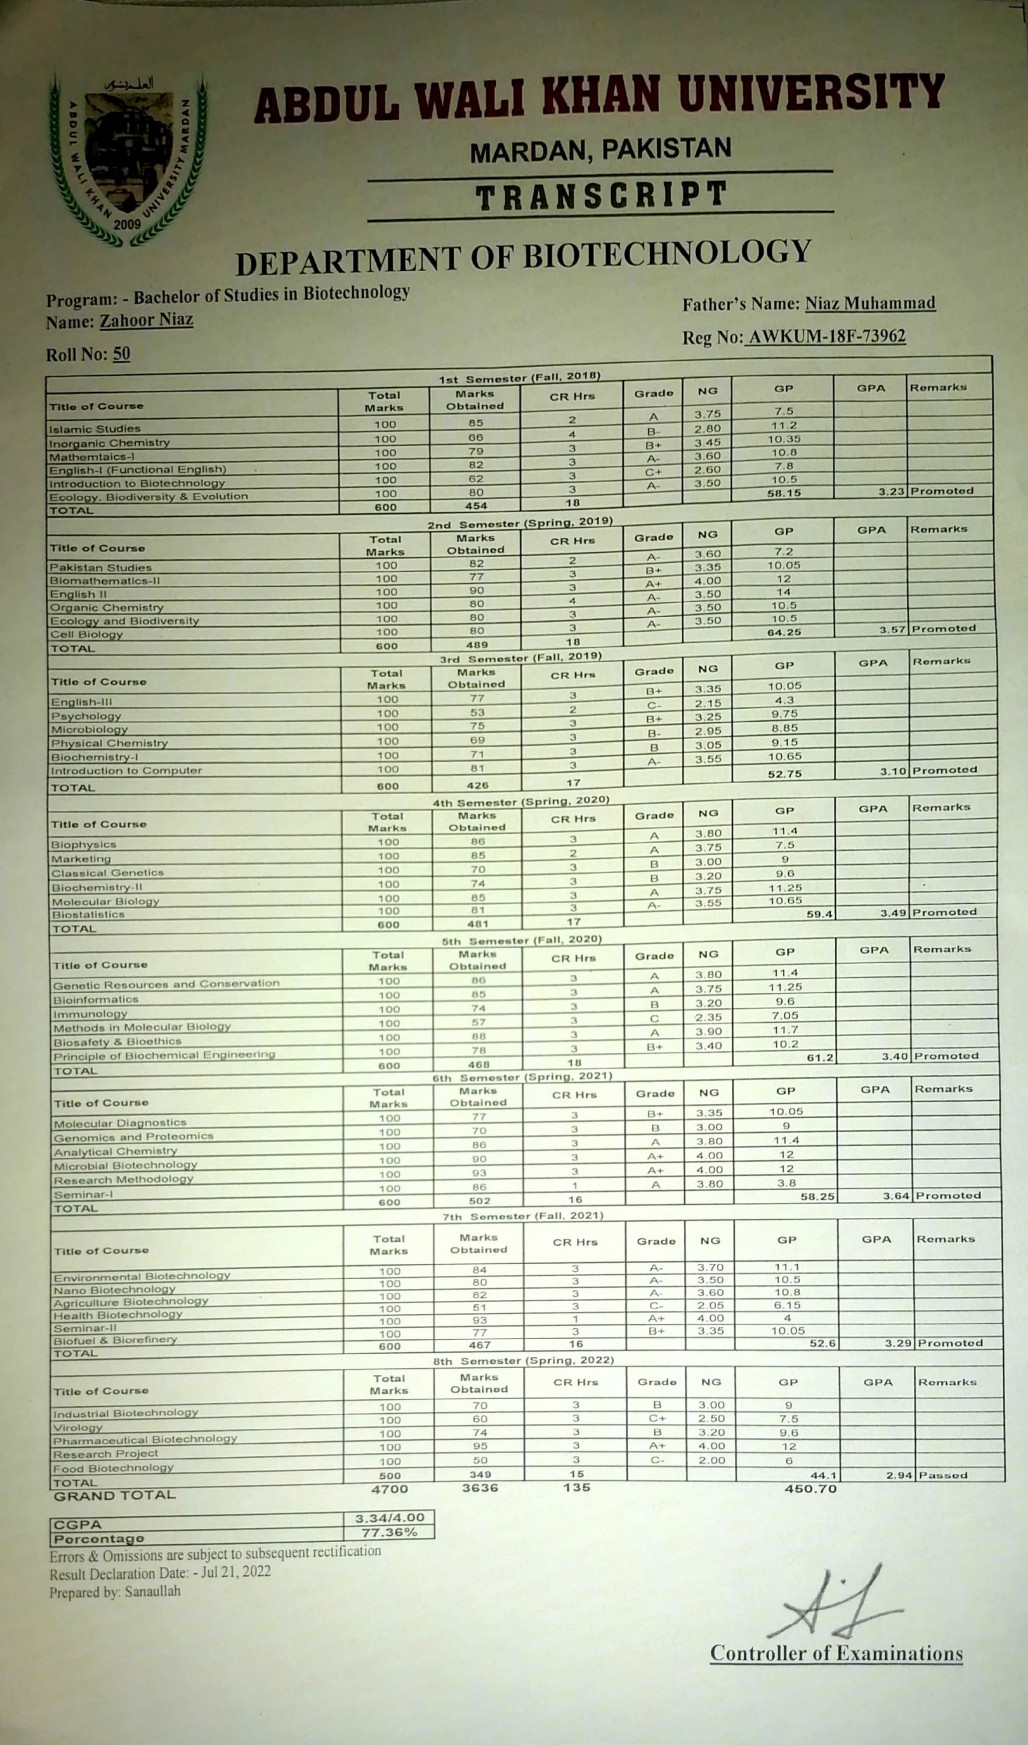 ABDUL WALI KHAN UNIVERSITY
MARDAN, PAKISTAN
TRANSCRIPT
ABDUL WALI KHAN UNIVERSITY MARDAN
2009
DEPARTMENT OF BIOTECHNOLOGY
Program: - Bachelor of Studies in Biotechnology
Father's Name: Niaz Muhammad
Name: Zahoor Niaz
Reg No: AWKUM-18F-73962
Roll No: 50
1st Semester (Fall, 2018)
Title of Course Total Marks Marks Obtained CR Hrs Grade NG GP GPA Remarks
Islamic Studies 100 85 2 A 3.75 7.5
Inorganic Chemistry 100 66 4 B- 2.80 11.2
Mathemtaics-I 100 79 3 B+ 3.45 10.35
English-I (Functional English) 100 82 3 A- 3.60 10.8
Introduction to Biotechnology 100 62 3 C+ 2.60 7.8
Ecology, Biodiversity & Evolution 100 80 3 A- 3.50 10.5
TOTAL 600 454 18 58.15 3.23 Promoted
2nd Semester (Spring, 2019)
Title of Course Total Marks Marks Obtained CR Hrs Grade NG GP GPA Remarks
Pakistan Studies 100 82 2 A- 3.60 7.2
Biomathematics-II 100 77 3 B+ 3.35 10.05
English II 100 90 3 A+ 4.00 12
Organic Chemistry 100 80 4 A- 3.50 14
Ecology and Biodiversity 100 80 3 A- 3.50 10.5
Cell Biology 100 80 3 A- 3.50 10.5
TOTAL 600 489 18 64.25 3.57 Promoted
3rd Semester (Fall, 2019)
Title of Course Total Marks Marks Obtained CR Hrs Grade NG GP GPA Remarks
English-III 100 77 3 B+ 3.35 10.05
Psychology 100 53 2 C- 2.15 4.3
Microbiology 100 75 3 B+ 3.25 9.75
Physical Chemistry 100 69 3 B- 2.95 8.85
Biochemistry-I 100 71 3 B 3.05 9.15
Introduction to Computer 100 81 3 A- 3.55 10.65
TOTAL 600 426 17 52.75 3.10 Promoted
4th Semester (Spring, 2020)
Title of Course Total Marks Marks Obtained CR Hrs Grade NG GP GPA Remarks
Biophysics 100 86 3 A 3.80 11.4
Marketing 100 85 2 A 3.75 7.5
Classical Genetics 100 70 3 B 3.00 9
Biochemistry-II 100 74 3 B 3.20 9.6
Molecular Biology 100 85 3 A 3.75 11.25
Biostatistics 100 81 3 A- 3.55 10.65
TOTAL 600 481 17 59.4 3.49 Promoted
5th Semester (Fall, 2020)
Title of Course Total Marks Marks Obtained CR Hrs Grade NG GP GPA Remarks
Genetic Resources and Conservation 100 86 3 A 3.80 11.4
Bioinformatics 100 85 3 A 3.75 11.25
Immunology 100 74 3 B 3.20 9.6
Methods in Molecular Biology 100 57 3 C 2.35 7.05
Biosafety & Bioethics 100 88 3 A 3.90 11.7
Principle of Biochemical Engineering 100 78 3 B+ 3.40 10.2
TOTAL 600 468 18 61.2 3.40 Promoted
6th Semester (Spring, 2021)
Title of Course Total Marks Marks Obtained CR Hrs Grade NG GP GPA Remarks
Molecular Diagnostics 100 77 3 B+ 3.35 10.05
Genomics and Proteomics 100 70 3 B 3.00 9
Analytical Chemistry 100 86 3 A 3.80 11.4
Microbial Biotechnology 100 90 3 A+ 4.00 12
Research Methodology 100 93 3 A+ 4.00 12
Seminar-I 100 86 1 A 3.80 3.8
TOTAL 600 502 16 58.25 3.64 Promoted
7th Semester (Fall, 2021)
Title of Course Total Marks Marks Obtained CR Hrs Grade NG GP GPA Remarks
Environmental Biotechnology 100 84 3 A- 3.70 11.1
Nano Biotechnology 100 80 3 A- 3.50 10.5
Agriculture Biotechnology 100 82 3 A- 3.60 10.8
Health Biotechnology 100 51 3 C- 2.05 6.15
Seminar-II 100 93 1 A+ 4.00 4
Biofuel & Biorefinery 100 77 3 B+ 3.35 10.05
TOTAL 600 467 16 52.6 3.29 Promoted
8th Semester (Spring, 2022)
Title of Course Total Marks Marks Obtained CR Hrs Grade NG GP GPA Remarks
Industrial Biotechnology 100 70 3 B 3.00 9
Virology 100 60 3 C+ 2.50 7.5
Pharmaceutical Biotechnology 100 74 3 B 3.20 9.6
Research Project 100 95 3 A+ 4.00 12
Food Biotechnology 100 50 3 C- 2.00 6
TOTAL 500 349 15 44.1 2.94 Passed
GRAND TOTAL 4700 3636 135 450.70
CGPA 3.34/4.00
Percentage 77.36%
Errors & Omissions are subject to subsequent rectification
Result Declaration Date: - Jul 21, 2022
Prepared by: Sanaullah
Controller of Examinations